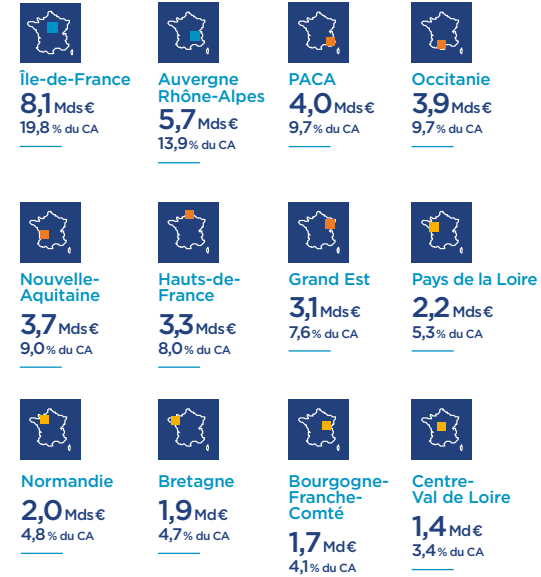 Île-de-France
8,1 Mds €
19,8 % du CA
Auvergne
Rhône-Alpes
5,7 Mds €
13,9 % du CA
PACA
4,0 Mds €
9,7 % du CA
Occitanie
3,9 Mds €
9,7 % du CA
Nouvelle-
Aquitaine
3,7 Mds €
9,0 % du CA
Hauts-de-
France
3,3 Mds €
8,0 % du CA
Grand Est
3,1 Mds €
7,6 % du CA
Pays de la Loire
2,2 Mds €
5,3 % du CA
Normandie
2,0 Mds €
4,8 % du CA
Bretagne
1,9 Md €
4,7 % du CA
Bourgogne-
Franche-
Comté
1,7 Md €
4,1 % du CA
Centre-
Val de Loire
1,4 Md €
3,4 % du CA